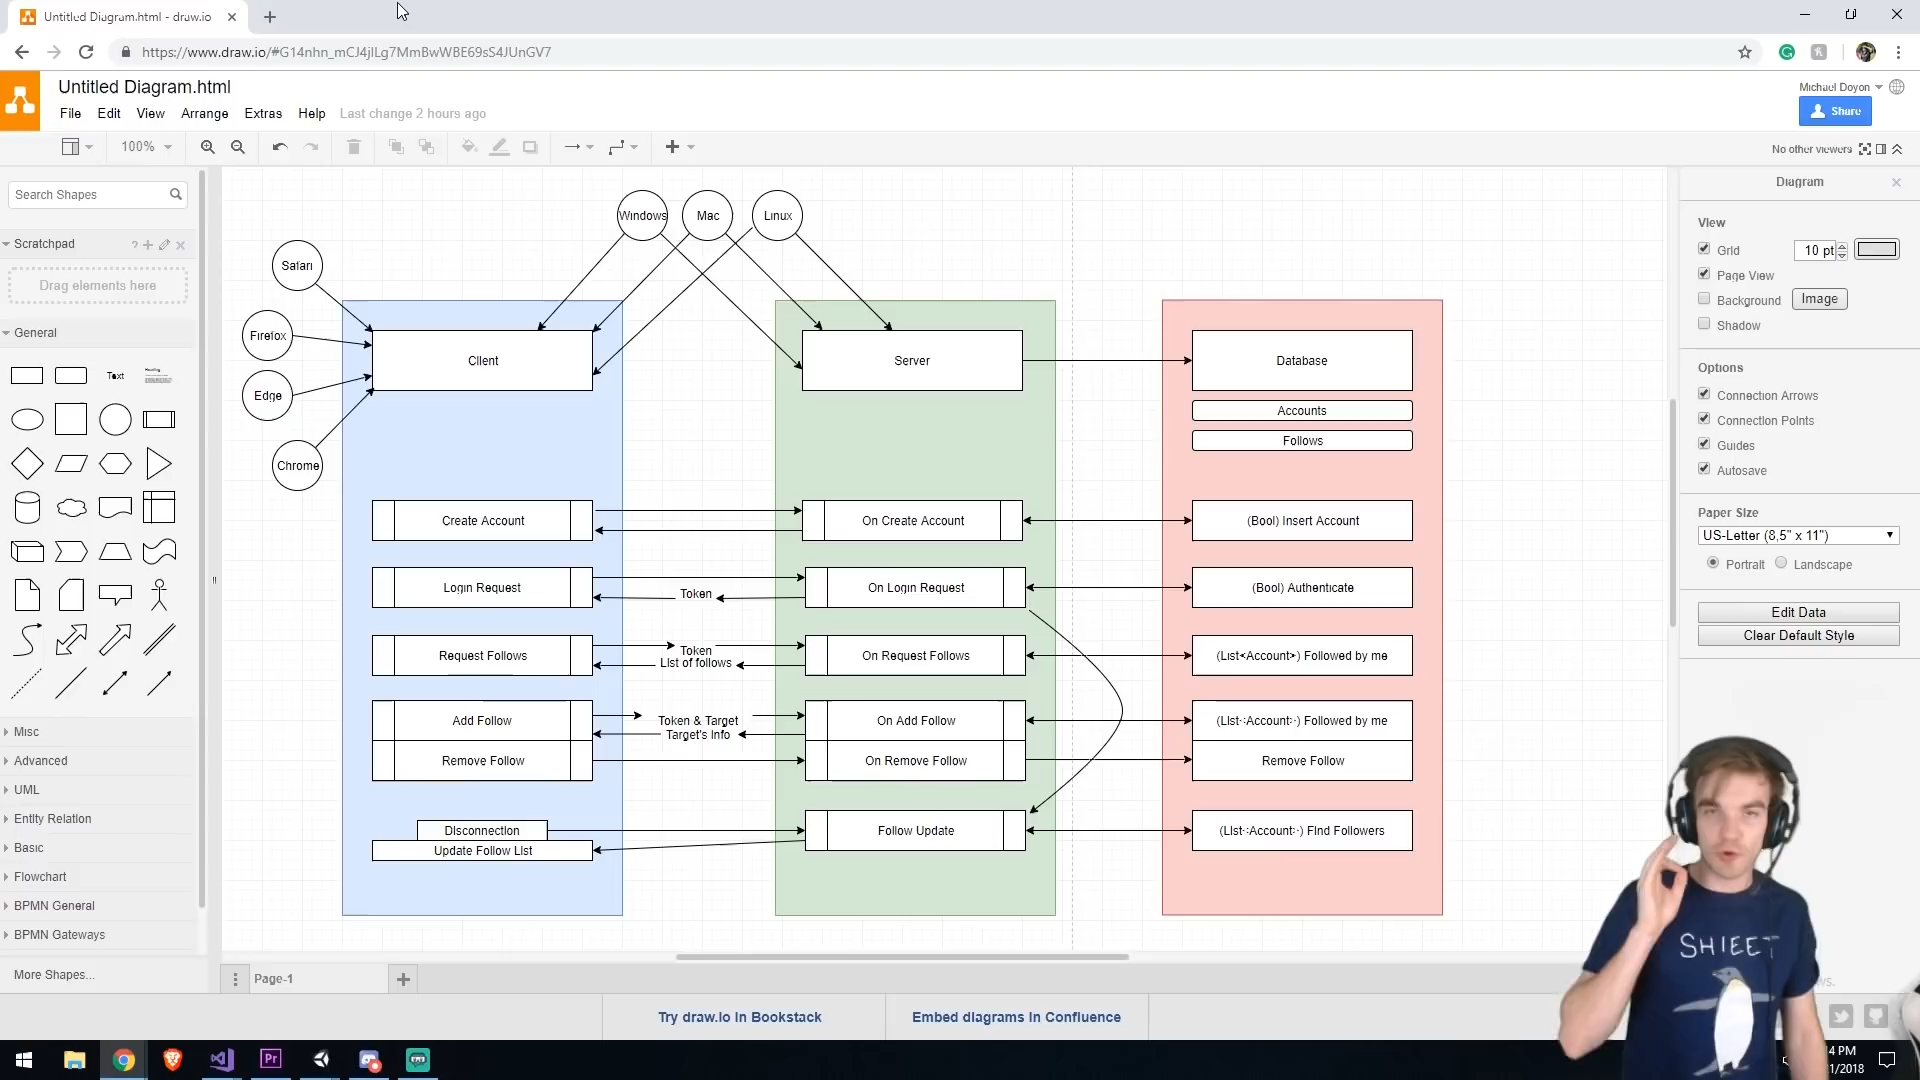 Untitled Diagram.html - draw.io
https://www.draw.io/#G14nhn_mCJ4jlLg7MmBwWBE69sS4JUnGV7
Untitled Diagram.html
Michael Doyon
File Edit View Arrange Extras Help Last change 2 hours ago
Share
100%
No other viewers
Search Shapes
Diagram
Scratchpad
Drag elements here
General
Text
Heading
Misc
Advanced
UML
Entity Relation
Basic
Flowchart
BPMN General
BPMN Gateways
More Shapes...
Windows Mac Linux
Safari
Firefox
Edge
Chrome
Client Server Database
Accounts
Follows
Create Account On Create Account (Bool) Insert Account
Login Request Token On Login Request (Bool) Authenticate
Token
Request Follows List of follows On Request Follows (List<Account>) Followed by me
Add Follow Token & Target On Add Follow (List<Account>) Followed by me
Target's Info
Remove Follow On Remove Follow Remove Follow
Disconnection Follow Update (List<Account>) Find Followers
Update Follow List
View
Grid 10 pt
Page View
Background Image
Shadow
Options
Connection Arrows
Connection Points
Guides
Autosave
Paper Size
US-Letter (8,5" x 11")
Portrait Landscape
Edit Data
Clear Default Style
SHIEET
Page-1
Try draw.io in Bookstack Embed diagrams in Confluence
Pr
4 PM
1/2018